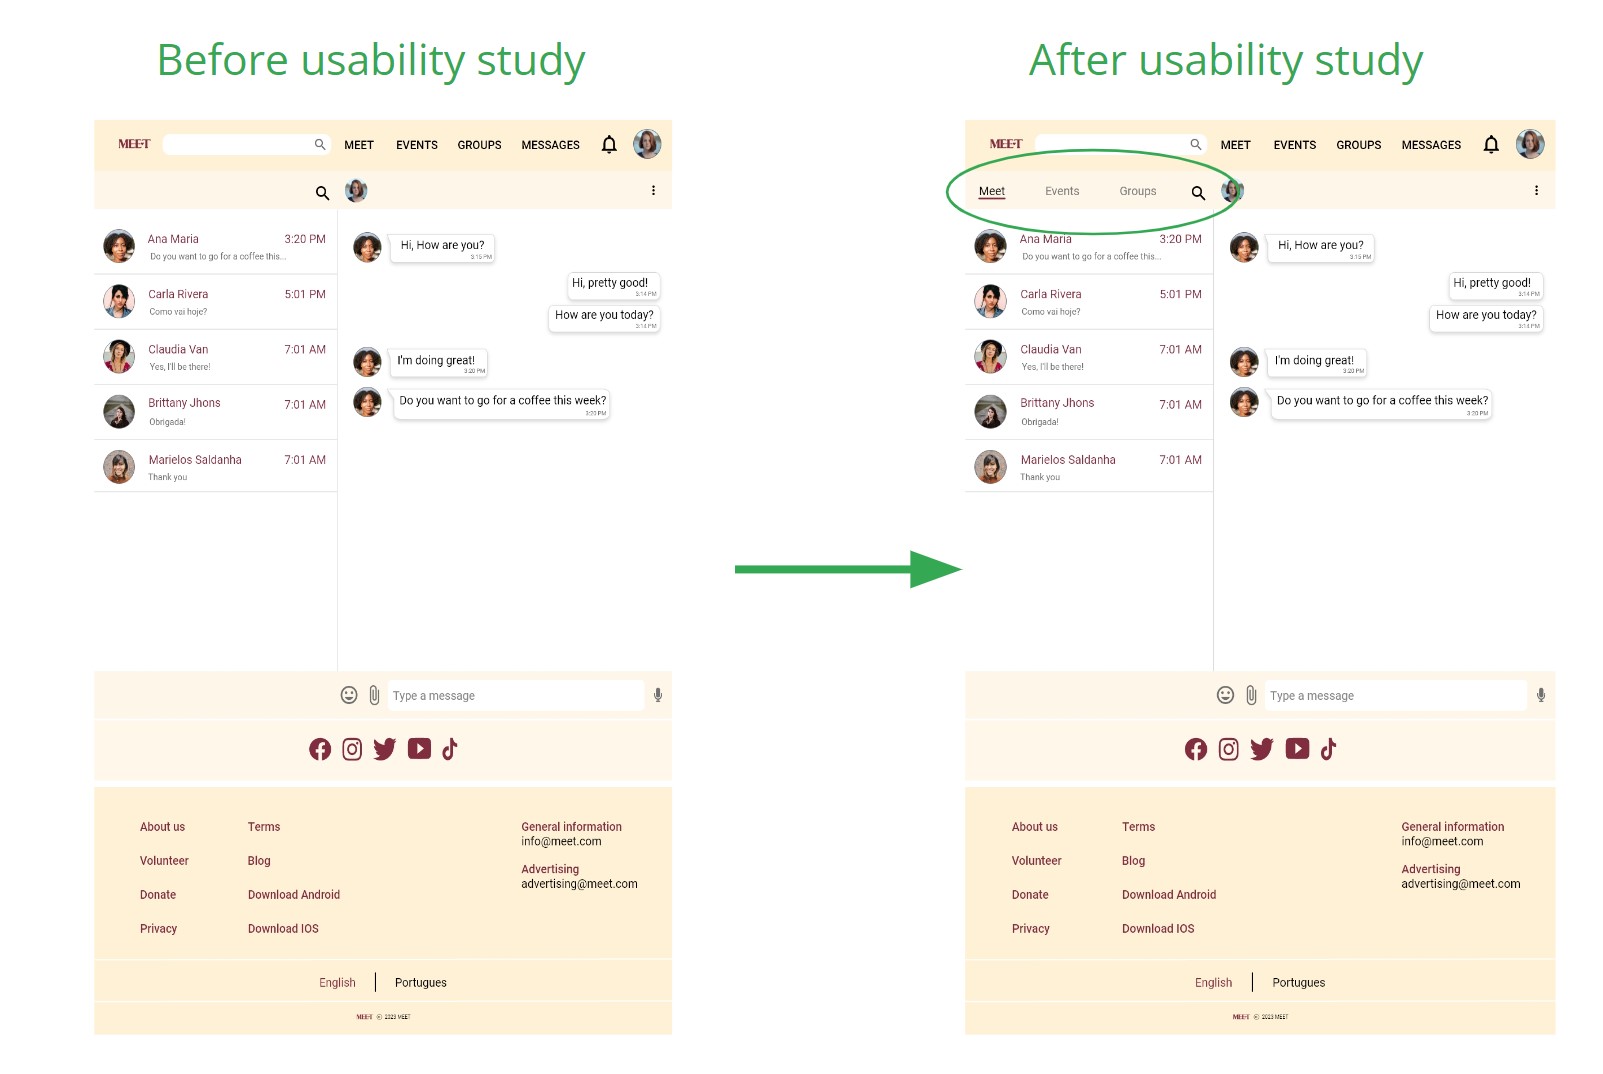 Before usability study
After usability study
MEET
MEET EVENTS GROUPS MESSAGES
Ana Maria 3:20 PM
Do you want to go for a coffee this...
Carla Rivera 5:01 PM
Como vai hoje?
Claudia Van 7:01 AM
Yes, I'll be there!
Brittany Jhons 7:01 AM
Obrigada!
Marielos Saldanha 7:01 AM
Thank you
Hi, How are you?
3:15 PM
Hi, pretty good!
3:14 PM
How are you today?
3:14 PM
I'm doing great!
3:20 PM
Do you want to go for a coffee this week?
3:20 PM
Type a message
About us
Volunteer
Donate
Privacy
Terms
Blog
Download Android
Download IOS
General information
info@meet.com
Advertising
advertising@meet.com
English | Portugues
MEET © 2023 MEET
MEET
MEET EVENTS GROUPS MESSAGES
Meet Events Groups
Ana Maria 3:20 PM
Do you want to go for a coffee this...
Carla Rivera 5:01 PM
Como vai hoje?
Claudia Van 7:01 AM
Yes, I'll be there!
Brittany Jhons 7:01 AM
Obrigada!
Marielos Saldanha 7:01 AM
Thank you
Hi, How are you?
3:15 PM
Hi, pretty good!
3:14 PM
How are you today?
3:14 PM
I'm doing great!
3:20 PM
Do you want to go for a coffee this week?
3:20 PM
Type a message
About us
Volunteer
Donate
Privacy
Terms
Blog
Download Android
Download IOS
General information
info@meet.com
Advertising
advertising@meet.com
English | Portugues
MEET © 2023 MEET